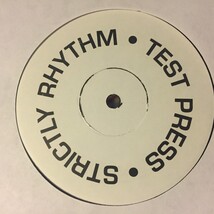 STRICTLY RHYTHM • TEST PRESS •